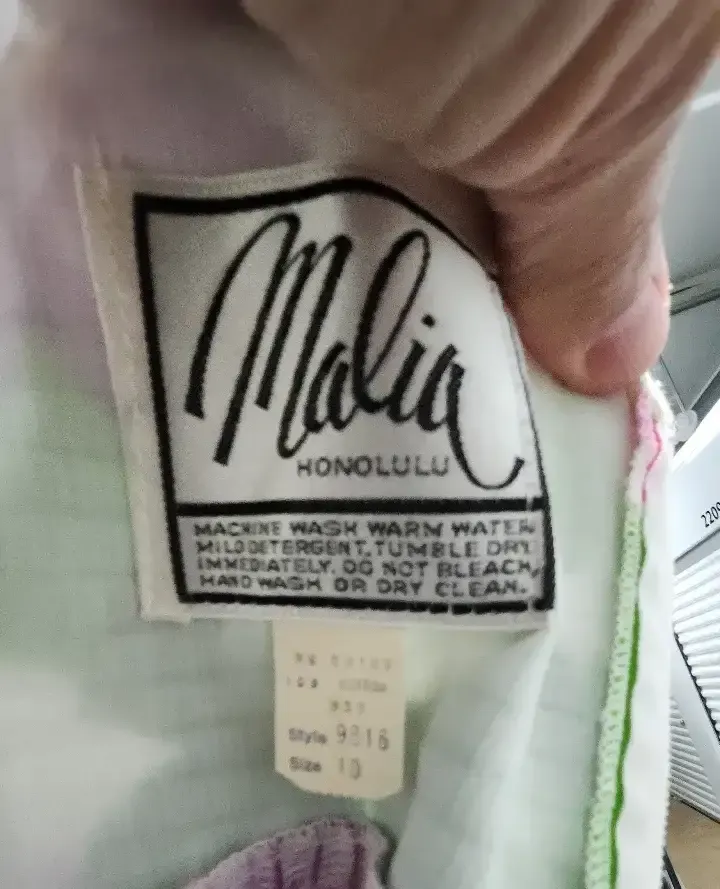 Malia
HONOLULU
MACHINE WASH WARM WATER
MILD DETERGENT, TUMBLE DRY
IMMEDIATELY. DO NOT BLEACH,
HAND WASH OR DRY CLEAN.
Style 9816
Size 10
2209